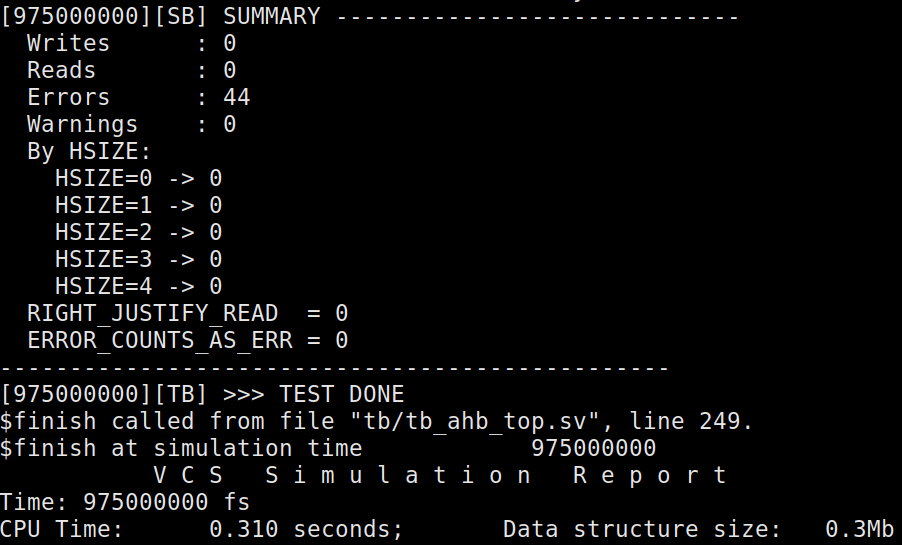 [975000000][SB] SUMMARY -----------------------------
  Writes      : 0
  Reads       : 0
  Errors      : 44
  Warnings    : 0
  By HSIZE:
    HSIZE=0 -> 0
    HSIZE=1 -> 0
    HSIZE=2 -> 0
    HSIZE=3 -> 0
    HSIZE=4 -> 0
  RIGHT_JUSTIFY_READ  = 0
  ERROR_COUNTS_AS_ERR = 0
------------------------------------------------
[975000000][TB] >>> TEST DONE
$finish called from file "tb/tb_ahb_top.sv", line 249.
$finish at simulation time            975000000
           V C S   S i m u l a t i o n   R e p o r t
Time: 975000000 fs
CPU Time:      0.310 seconds;       Data structure size:   0.3Mb